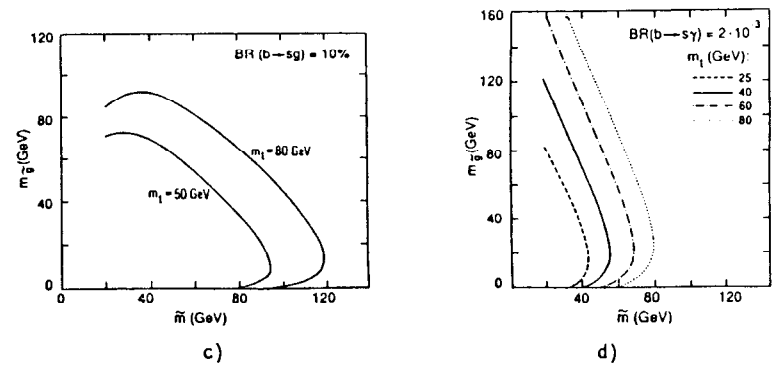 120
80
40
0
m g̃ (GeV)
BR (b→sg) = 10%
m_t = 80 GeV
m_t = 50 GeV
0 40 80 120
m̃ (GeV)
c)
160
120
80
40
0
m g̃ (GeV)
BR(b→sγ) = 2·10⁻³
m_t (GeV):
25
40
60
80
0 40 80 120
m̃ (GeV)
d)